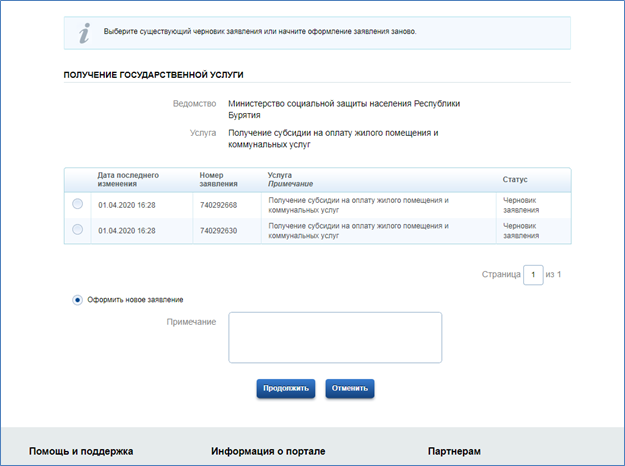 Выберите существующий черновик заявления или начните оформление заявления заново.
ПОЛУЧЕНИЕ ГОСУДАРСТВЕННОЙ УСЛУГИ
Ведомство Министерство социальной защиты населения Республики
Бурятия
Услуга Получение субсидии на оплату жилого помещения и
коммунальных услуг
Дата последнего Номер Услуга Статус
изменения заявления Примечание
01.04.2020 16:28 740292668 Получение субсидии на оплату жилого помещения и Черновик
коммунальных услуг заявления
01.04.2020 16:28 740292630 Получение субсидии на оплату жилого помещения и Черновик
коммунальных услуг заявления
Страница 1 из 1
Оформить новое заявление
Примечание
Продолжить Отменить
Помощь и поддержка Информация о портале Партнерам